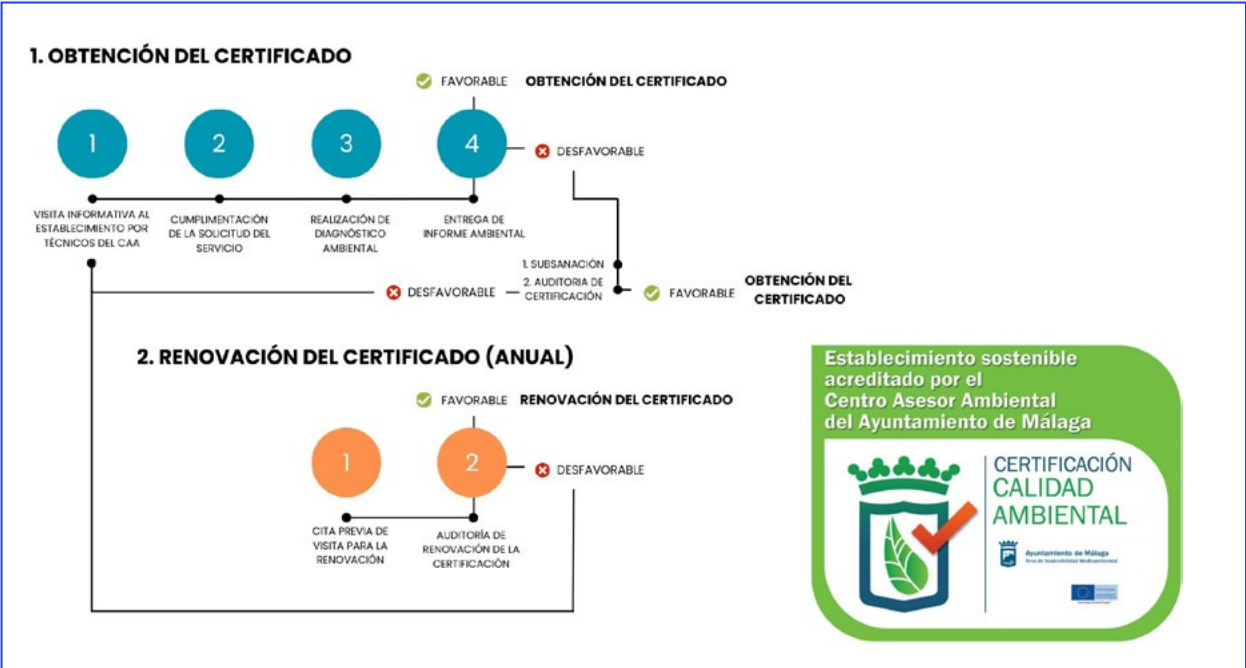 1. OBTENCIÓN DEL CERTIFICADO
FAVORABLE OBTENCIÓN DEL CERTIFICADO
1 2 3 4
DESFAVORABLE
VISITA INFORMATIVA AL
ESTABLECIMIENTO POR
TÉCNICOS DEL CAA
CUMPLIMENTACIÓN
DE LA SOLICITUD DEL
SERVICIO
REALIZACIÓN DE
DIAGNÓSTICO
AMBIENTAL
ENTREGA DE
INFORME AMBIENTAL
1. SUBSANACIÓN
2. AUDITORIA DE
CERTIFICACIÓN
DESFAVORABLE
FAVORABLE
OBTENCIÓN DEL
CERTIFICADO
2. RENOVACIÓN DEL CERTIFICADO (ANUAL)
FAVORABLE RENOVACIÓN DEL CERTIFICADO
1 2
DESFAVORABLE
CITA PREVIA DE
VISITA PARA LA
RENOVACIÓN
AUDITORÍA DE
RENOVACIÓN DE LA
CERTIFICACIÓN
Establecimiento sostenible
acreditado por el
Centro Asesor Ambiental
del Ayuntamiento de Málaga
CERTIFICACIÓN
CALIDAD
AMBIENTAL
Ayuntamiento de Málaga
Área de Sostenibilidad Medioambiental